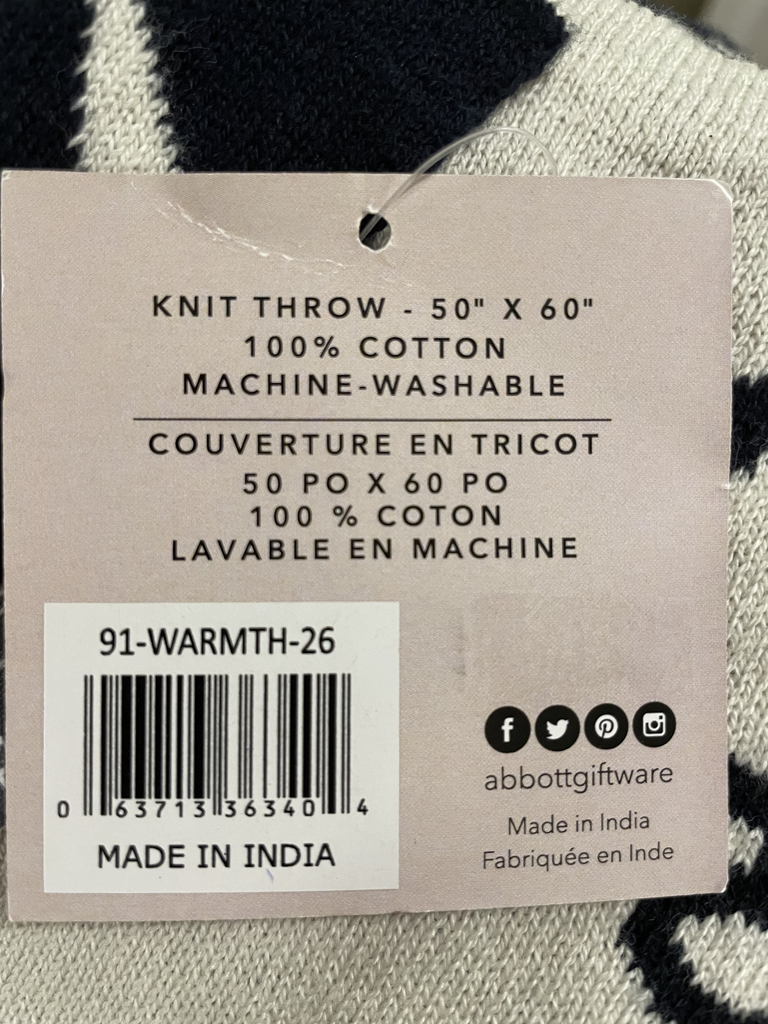 KNIT THROW - 50" X 60"
100% COTTON
MACHINE-WASHABLE
COUVERTURE EN TRICOT
50 PO X 60 PO
100 % COTON
LAVABLE EN MACHINE
91-WARMTH-26
0 63713 36340 4
MADE IN INDIA
abbottgiftware
Made in India
Fabriquée en Inde